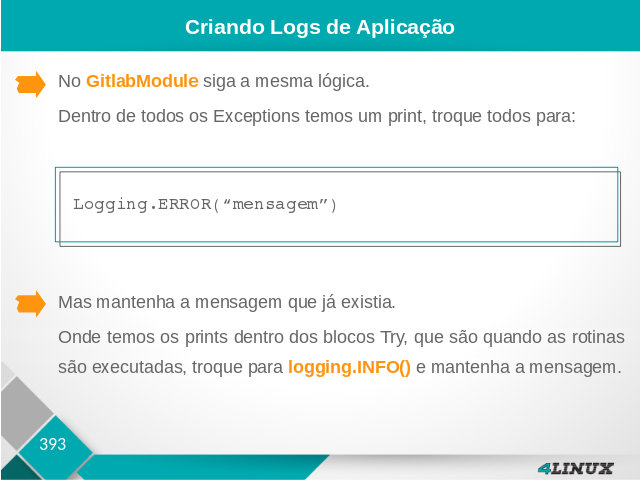 Criando Logs de Aplicação
No GitlabModule siga a mesma lógica.
Dentro de todos os Exceptions temos um print, troque todos para:
Logging.ERROR(“mensagem”)
Mas mantenha a mensagem que já existia.
Onde temos os prints dentro dos blocos Try, que são quando as rotinas
são executadas, troque para logging.INFO() e mantenha a mensagem.
393
4LINUX